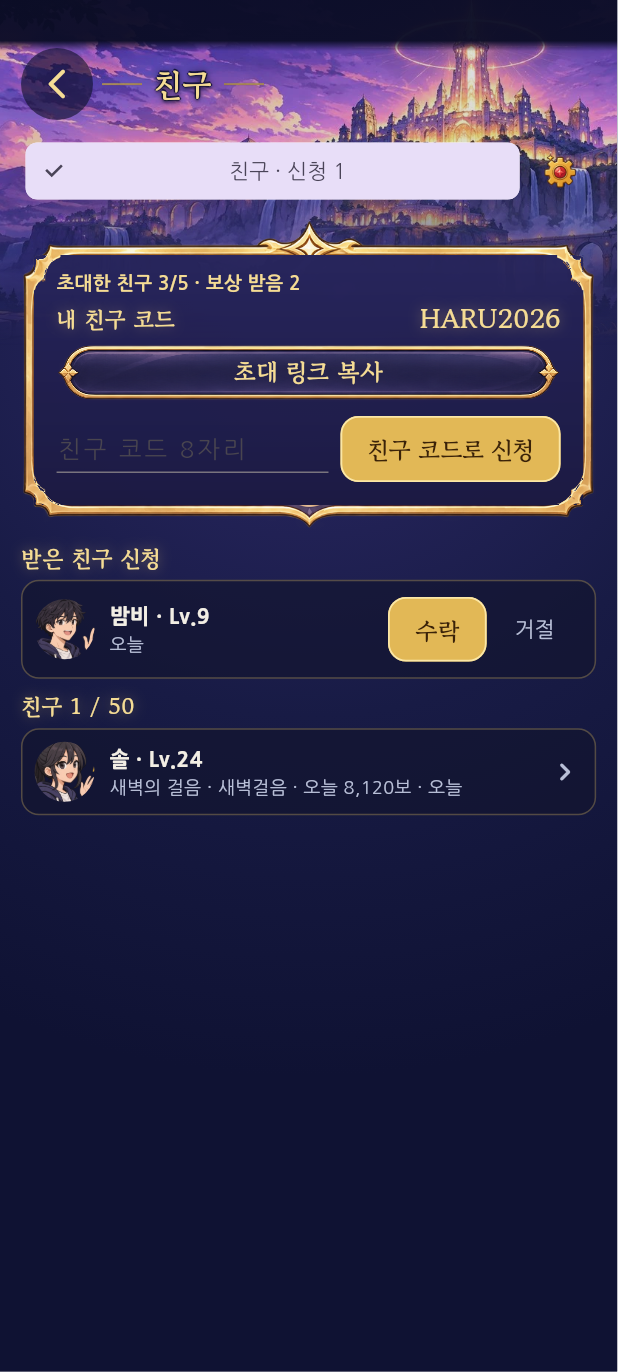 친구
친구 · 신청 1
초대한 친구 3/5 · 보상 받음 2
내 친구 코드 HARU2026
초대 링크 복사
친구 코드 8자리 친구 코드로 신청
받은 친구 신청
밤비 · Lv.9
오늘
수락 거절
친구 1 / 50
솔 · Lv.24
새벽의 걸음 · 새벽걸음 · 오늘 8,120보 · 오늘